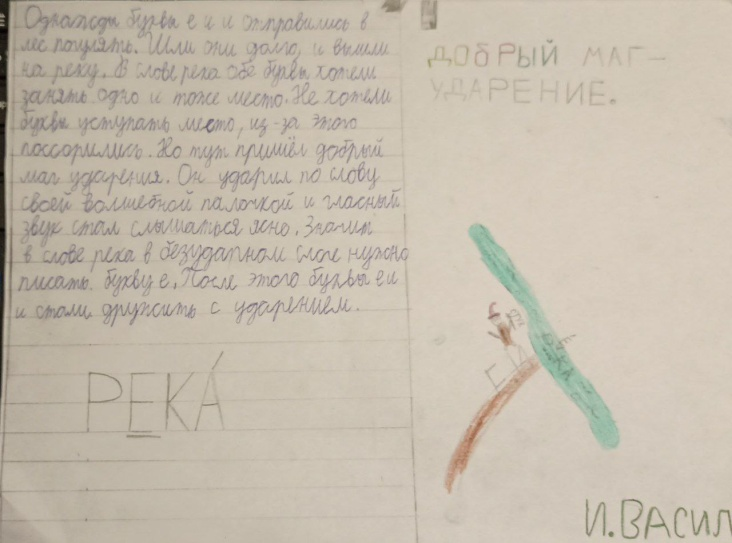 Однажды буквы е и и отправились в
лес погулять. Шли они долго, и вышли
на реку. В слове река обе буквы хотели
занять одно и тоже место. Не хотели
буквы уступать место, из-за этого
поссорились. Но тут пришёл добрый
маг ударения. Он ударил по слову
своей волшебной палочкой и гласный
звук стал слышаться ясно. Значит
в слове река в безударном слоге нужно
писать букву е. После этого буквы е и
и стали дружить с ударением.
РЕКА́
ДОБРЫЙ МАГ-
УДАРЕНИЕ.
И. ВАСИЛ